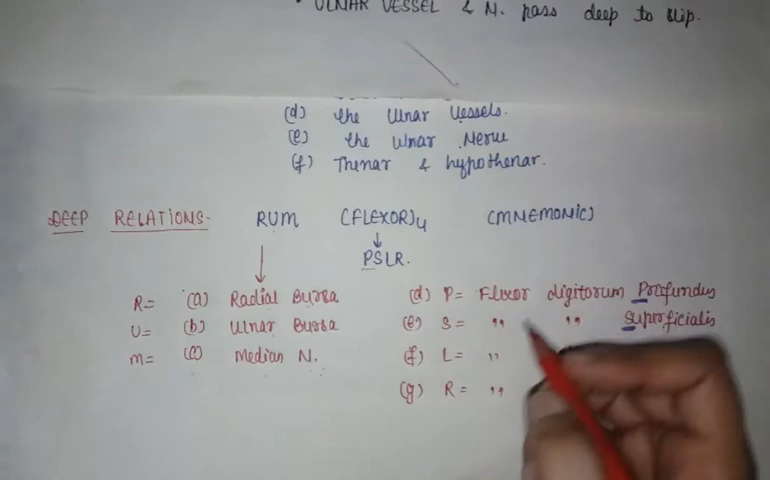 • ULNAR VESSEL & N. pass deep to slip.
(d) the Ulnar Vessels.
(e) the Ulnar Nerve
(f) Thenar & hypothenar.
DEEP RELATIONS- RUM (FLEXOR)4 (MNEMONIC)
↓ PSLR.
R= (a) Radial Bursa (d) P= Flexor digitorum Profundus
U= (b) Ulnar Bursa (e) S= " " Superficialis
m= (c) Median N. (f) L= "
(g) R= "